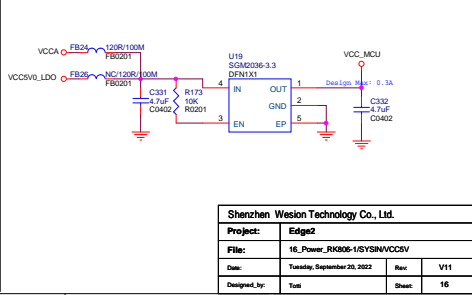 VCCA
FB24
120R/100M
FB0201
VCC5V0_LDO
FB26
NC/120R/100M
FB0201
C331
4.7uF
C0402
R173
10K
R0201
U19
SGM2036-3.3
DFN1X1
4 IN OUT 1
GND 2
3 EN EP 5
VCC_MCU
Design Max: 0.3A
C332
4.7uF
C0402
Shenzhen Wesion Technology Co., Ltd.
Project: Edge2
File: 16_Power_RK806-1/SYSIN/VCC5V
Date: Tuesday, September 20, 2022 Rev: V11
Designed by: Totti Sheet: 16